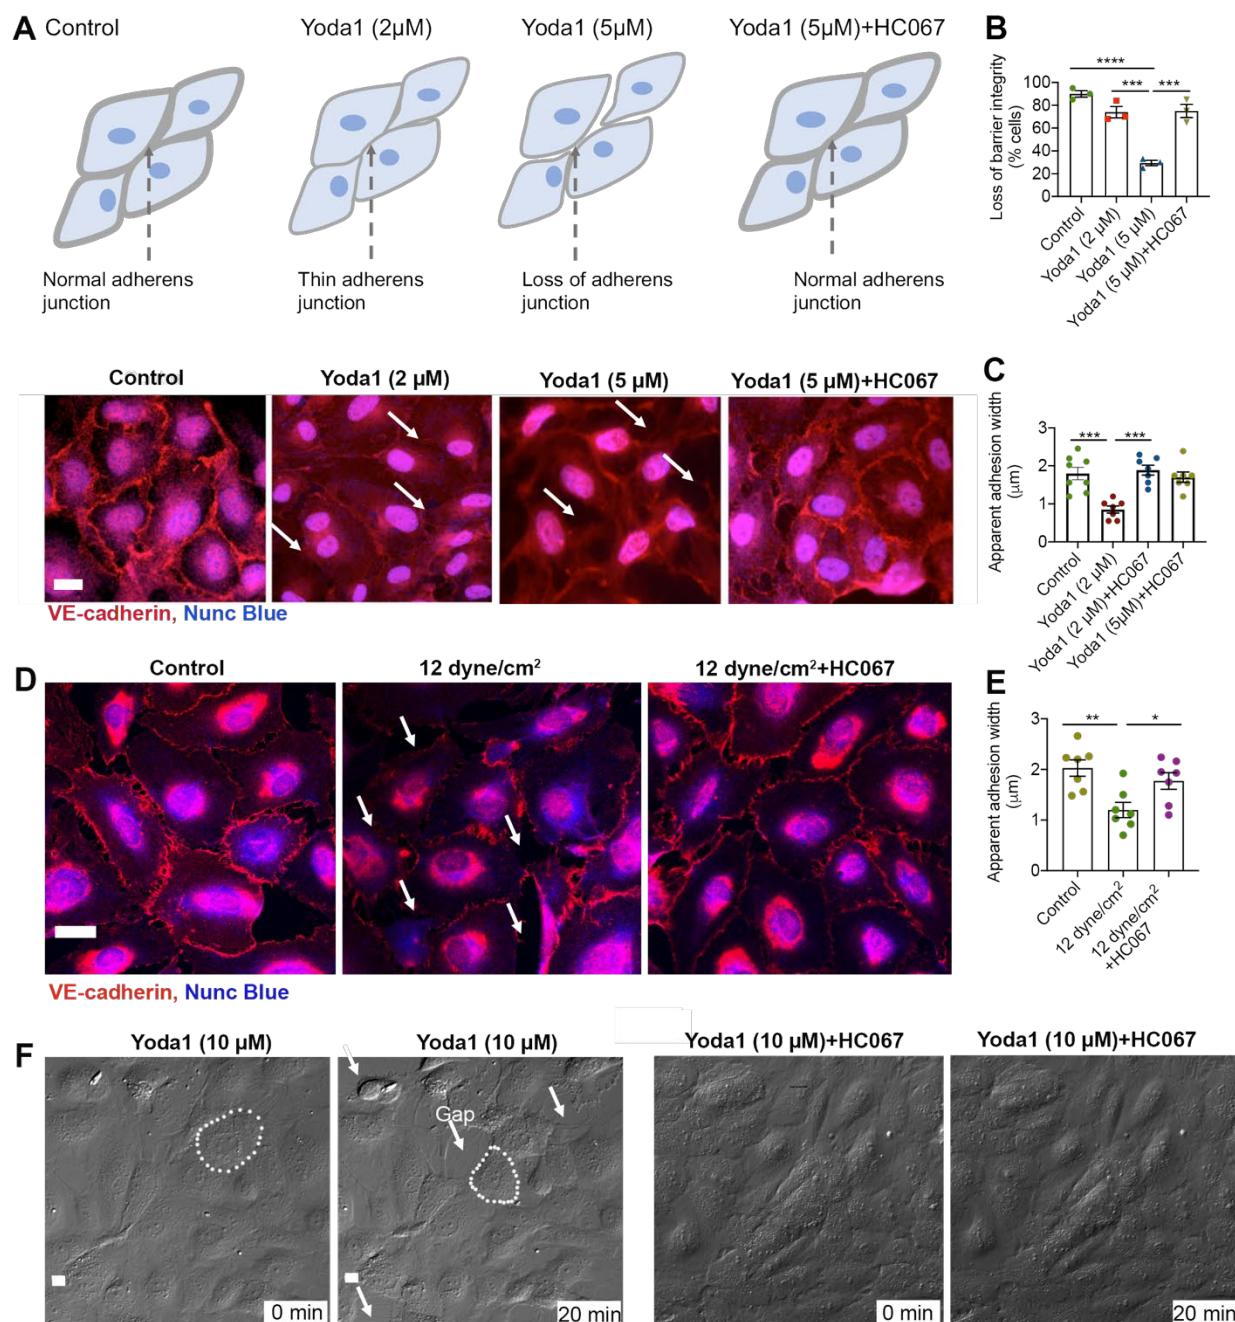 A
Control
Yoda1 (2μM)
Yoda1 (5μM)
Yoda1 (5μM)+HC067
Normal adherens
junction
Thin adherens
junction
Loss of adherens
junction
Normal adherens
junction
B
****
***
***
Loss of barrier integrity
(% cells)
100
80
60
40
20
0
Control
Yoda1 (2 μM)
Yoda1 (5 μM)
Yoda1 (5 μM)+HC067
Control
Yoda1 (2 μM)
Yoda1 (5 μM)
Yoda1 (5 μM)+HC067
VE-cadherin, Nunc Blue
C
***
***
Apparent adhesion width
(μm)
3
2
1
0
Control
Yoda1 (2 μM)
Yoda1 (2 μM)+HC067
Yoda1 (5μM)+HC067
D
Control
12 dyne/cm²
12 dyne/cm²+HC067
VE-cadherin, Nunc Blue
E
**
*
Apparent adhesion width
(μm)
3
2
1
0
Control
12 dyne/cm²
12 dyne/cm²
+HC067
F
Yoda1 (10 μM)
Yoda1 (10 μM)
Yoda1 (10 μM)+HC067
Yoda1 (10 μM)+HC067
Gap
0 min
20 min
0 min
20 min